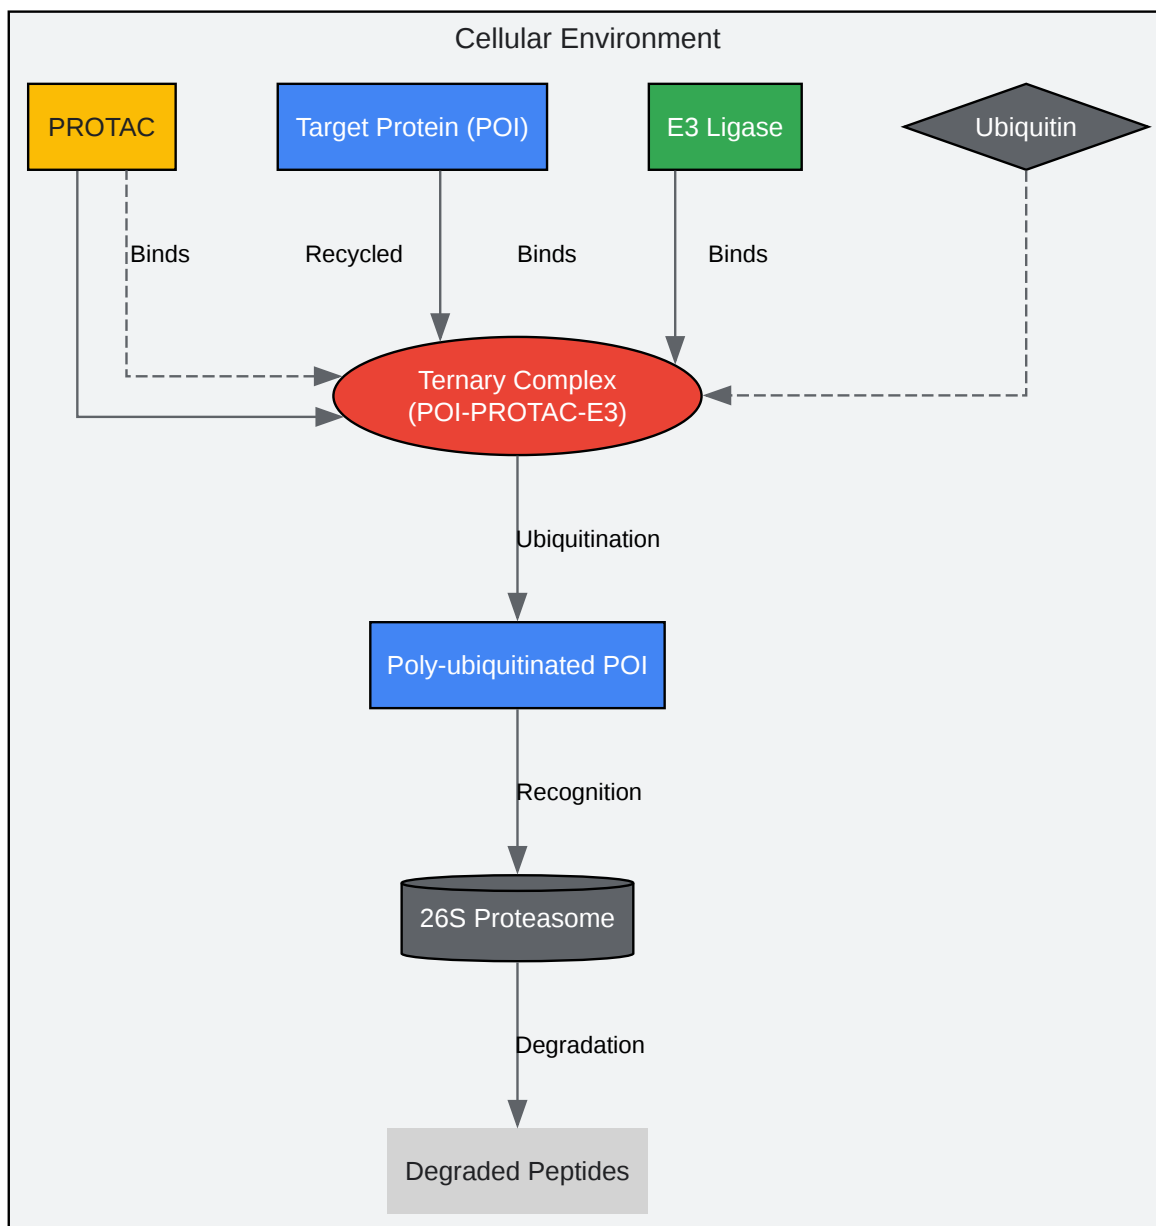 Cellular Environment
PROTAC
Target Protein (POI)
E3 Ligase
Ubiquitin
Binds
Recycled
Binds
Binds
Ternary Complex
(POI-PROTAC-E3)
Ubiquitination
Poly-ubiquitinated POI
Recognition
26S Proteasome
Degradation
Degraded Peptides